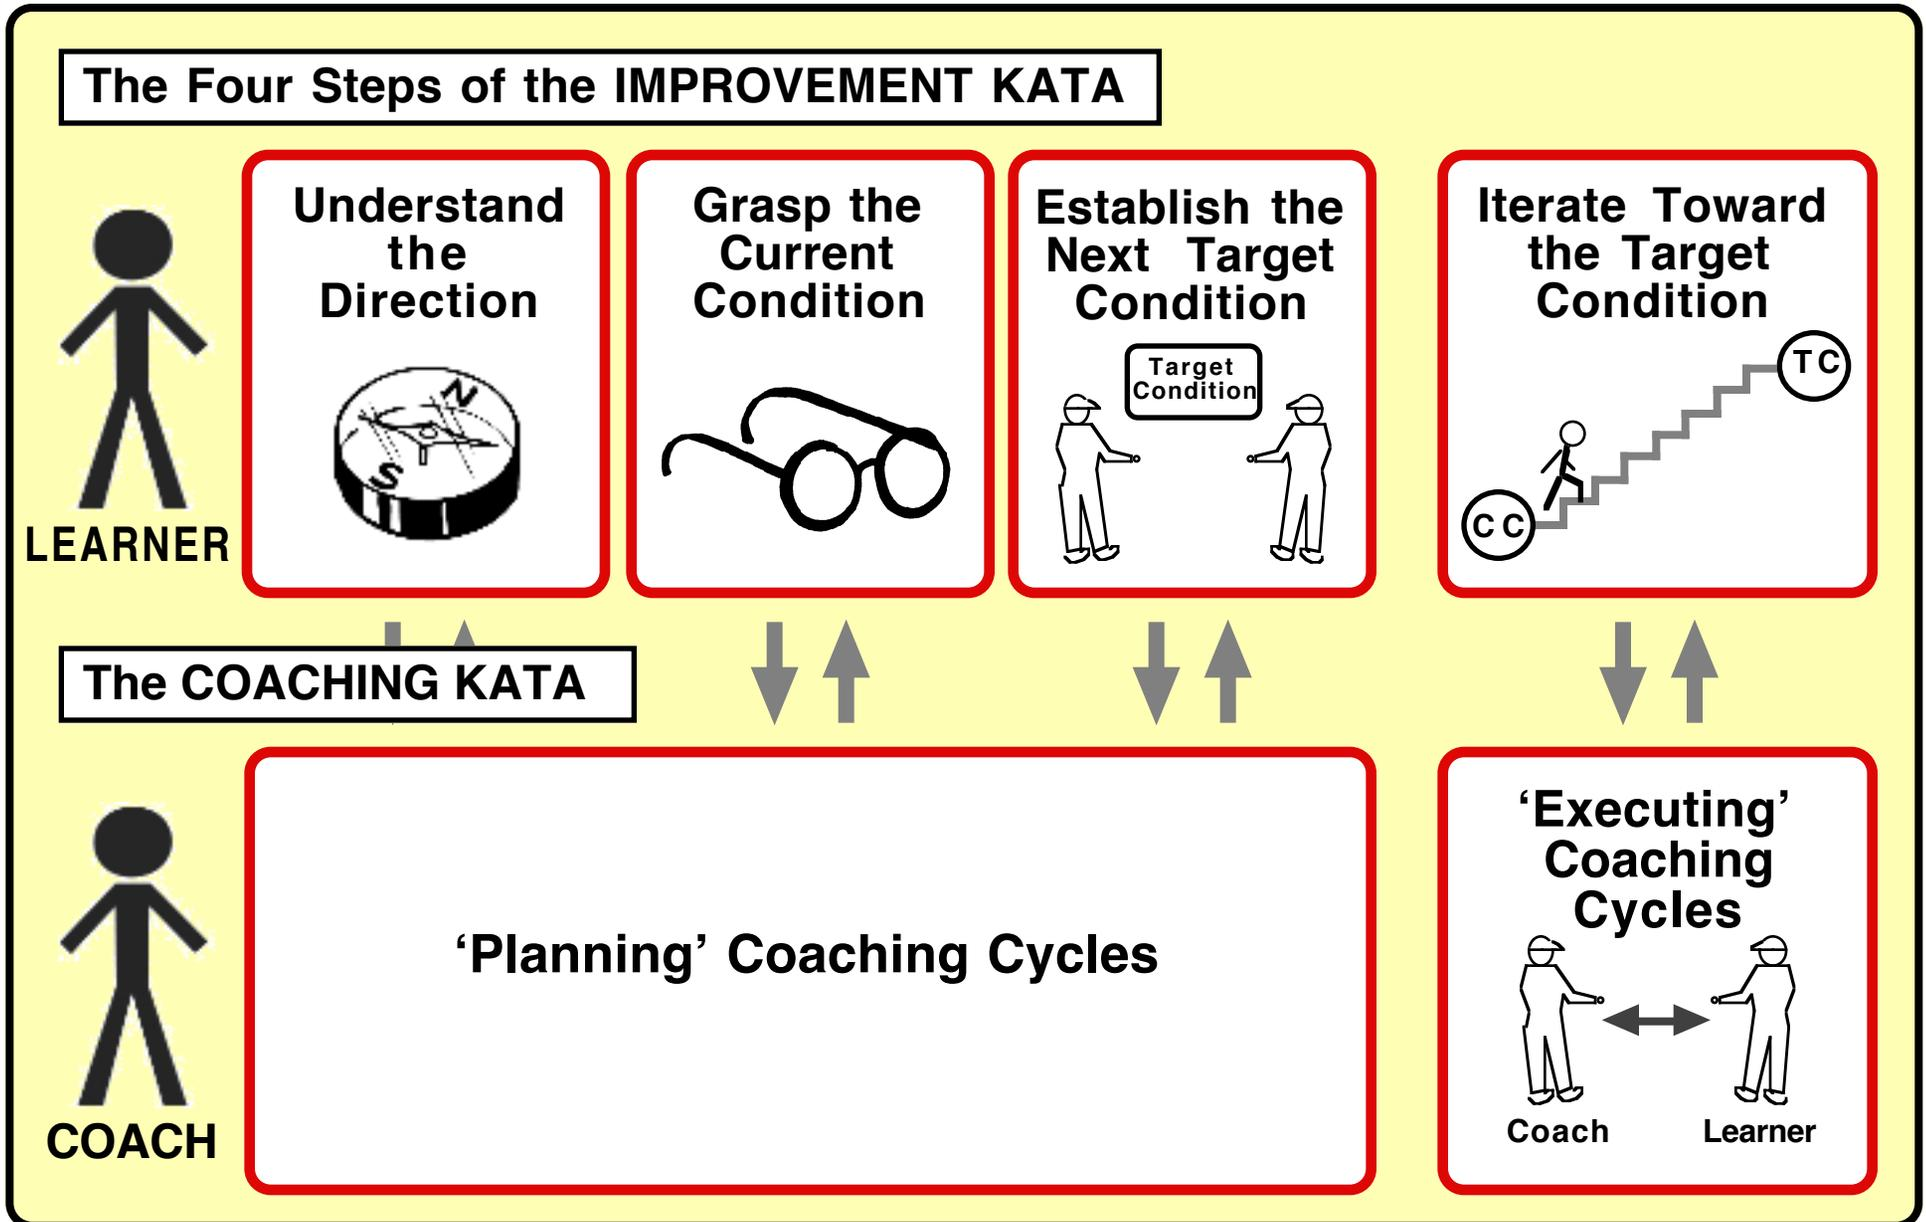 The Four Steps of the IMPROVEMENT KATA
Understand
the
Direction
N
S
Grasp the
Current
Condition
Establish the
Next Target
Condition
Target
Condition
Iterate Toward
the Target
Condition
TC
CC
LEARNER
The COACHING KATA
‘Planning’ Coaching Cycles
‘Executing’
Coaching
Cycles
Coach
Learner
COACH